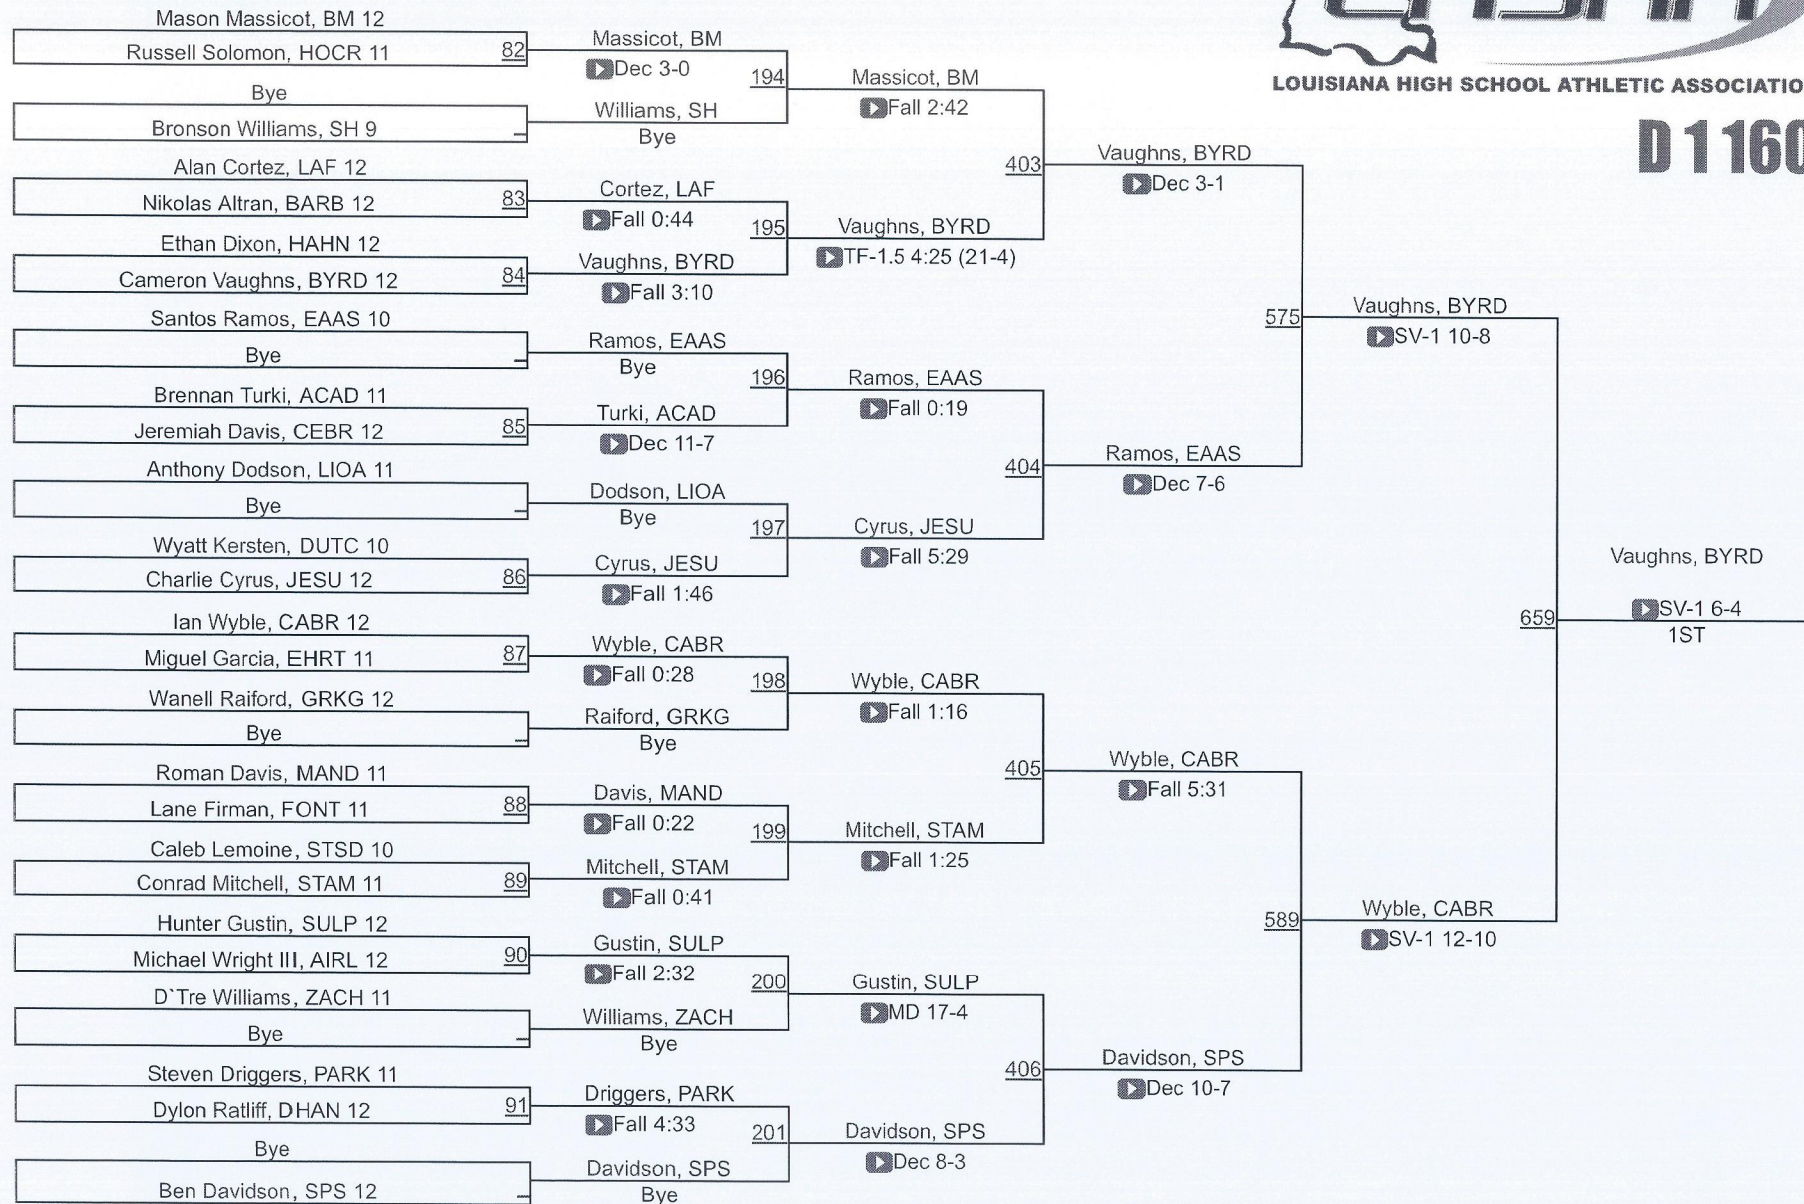 LOUISIANA HIGH SCHOOL ATHLETIC ASSOCIATIO
D 1 160
Mason Massicot, BM 12
Russell Solomon, HOCR 11
82
Bye
Bronson Williams, SH 9
Alan Cortez, LAF 12
Nikolas Altran, BARB 12
83
Ethan Dixon, HAHN 12
Cameron Vaughns, BYRD 12
84
Santos Ramos, EAAS 10
Bye
Brennan Turki, ACAD 11
Jeremiah Davis, CEBR 12
85
Anthony Dodson, LIOA 11
Bye
Wyatt Kersten, DUTC 10
Charlie Cyrus, JESU 12
86
Ian Wyble, CABR 12
Miguel Garcia, EHRT 11
87
Wanell Raiford, GRKG 12
Bye
Roman Davis, MAND 11
Lane Firman, FONT 11
88
Caleb Lemoine, STSD 10
Conrad Mitchell, STAM 11
89
Hunter Gustin, SULP 12
Michael Wright III, AIRL 12
90
D`Tre Williams, ZACH 11
Bye
Steven Driggers, PARK 11
Dylon Ratliff, DHAN 12
91
Bye
Ben Davidson, SPS 12
Massicot, BM
Dec 3-0
194
Williams, SH
Bye
Cortez, LAF
Fall 0:44
195
Vaughns, BYRD
Fall 3:10
Ramos, EAAS
Bye
196
Turki, ACAD
Dec 11-7
Dodson, LIOA
Bye
197
Cyrus, JESU
Fall 1:46
Wyble, CABR
Fall 0:28
198
Raiford, GRKG
Bye
Davis, MAND
Fall 0:22
199
Mitchell, STAM
Fall 0:41
Gustin, SULP
Fall 2:32
200
Williams, ZACH
Bye
Driggers, PARK
Fall 4:33
201
Davidson, SPS
Bye
Massicot, BM
Fall 2:42
403
Vaughns, BYRD
TF-1.5 4:25 (21-4)
Ramos, EAAS
Fall 0:19
404
Cyrus, JESU
Fall 5:29
Wyble, CABR
Fall 1:16
405
Mitchell, STAM
Fall 1:25
Gustin, SULP
MD 17-4
406
Davidson, SPS
Dec 8-3
Vaughns, BYRD
Dec 3-1
575
Ramos, EAAS
Dec 7-6
Wyble, CABR
Fall 5:31
589
Davidson, SPS
Dec 10-7
Vaughns, BYRD
SV-1 10-8
659
Wyble, CABR
SV-1 12-10
Vaughns, BYRD
SV-1 6-4
1ST